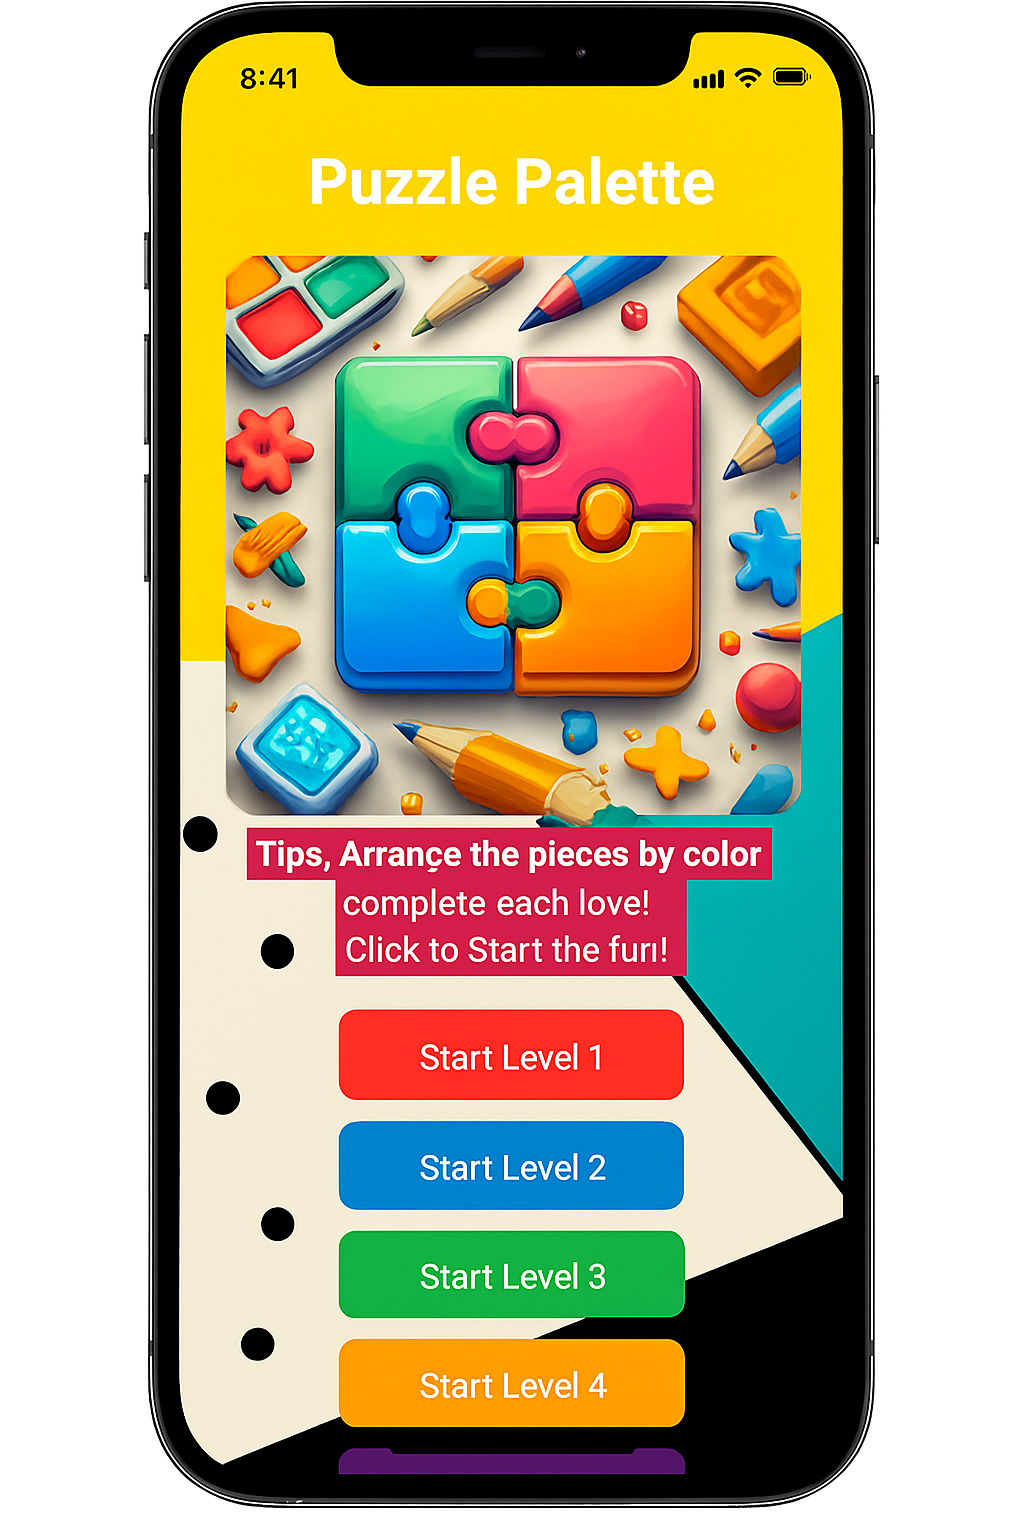 8:41
Puzzle Palette
Tips, Arrançe the pieces by color
complete each love!
Click to Start the furı!
Start Level 1
Start Level 2
Start Level 3
Start Level 4